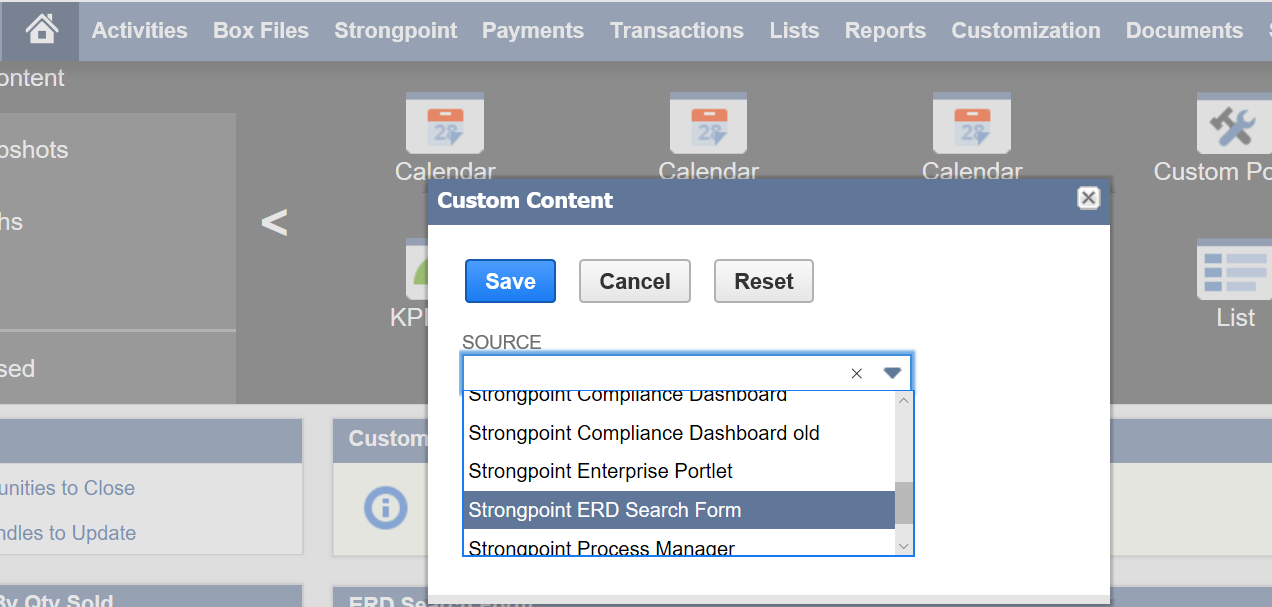 Activities Box Files Strongpoint Payments Transactions Lists Reports Customization Documents
ontent
pshots
hs
sed
<
28 28 28
Calendar Calendar Calendar Custom Po
KPI
List
Custom Content
Save Cancel Reset
SOURCE
Strongpoint Compliance Dashboard
Strongpoint Compliance Dashboard old
Strongpoint Enterprise Portlet
Strongpoint ERD Search Form
Strongpoint Process Manager
Custom
unities to Close
ndles to Update
By Qty Sold
ERD Search Form